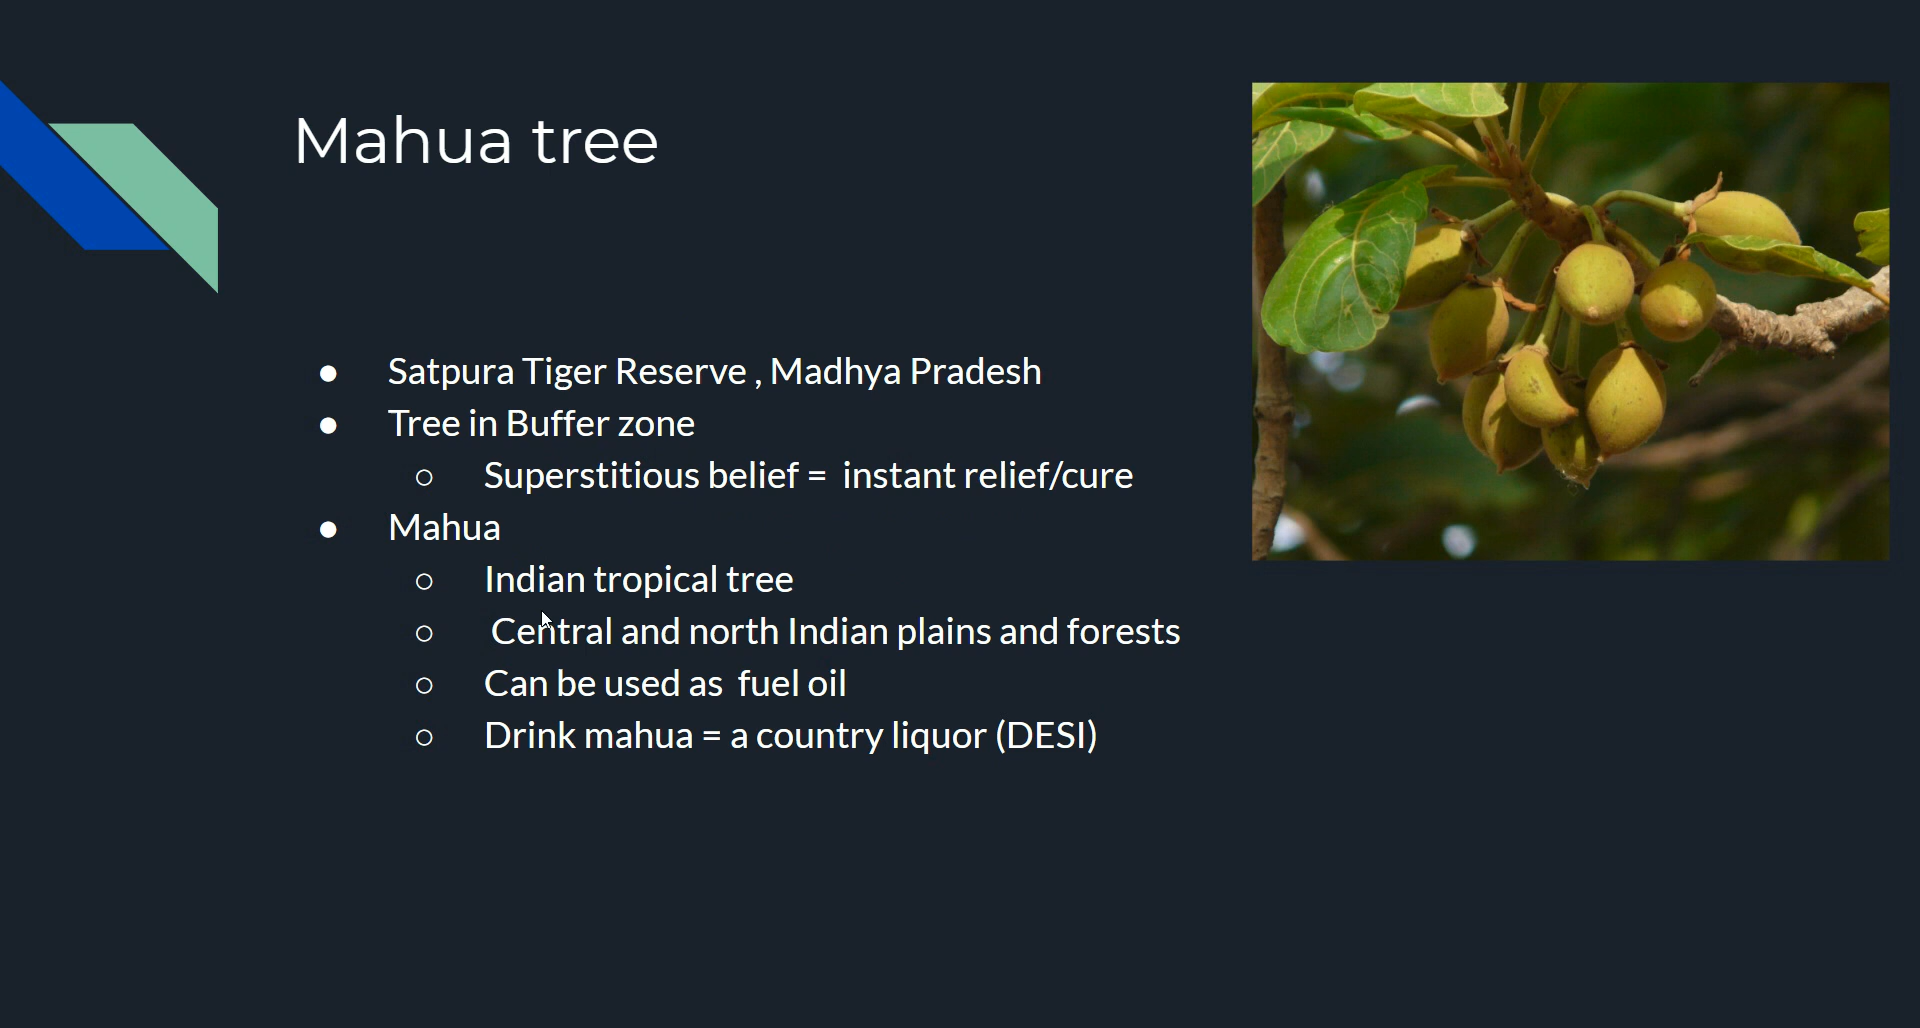 Mahua tree
● Satpura Tiger Reserve , Madhya Pradesh
● Tree in Buffer zone
○ Superstitious belief =  instant relief/cure
● Mahua
○ Indian tropical tree
○ Central and north Indian plains and forests
○ Can be used as  fuel oil
○ Drink mahua = a country liquor (DESI)